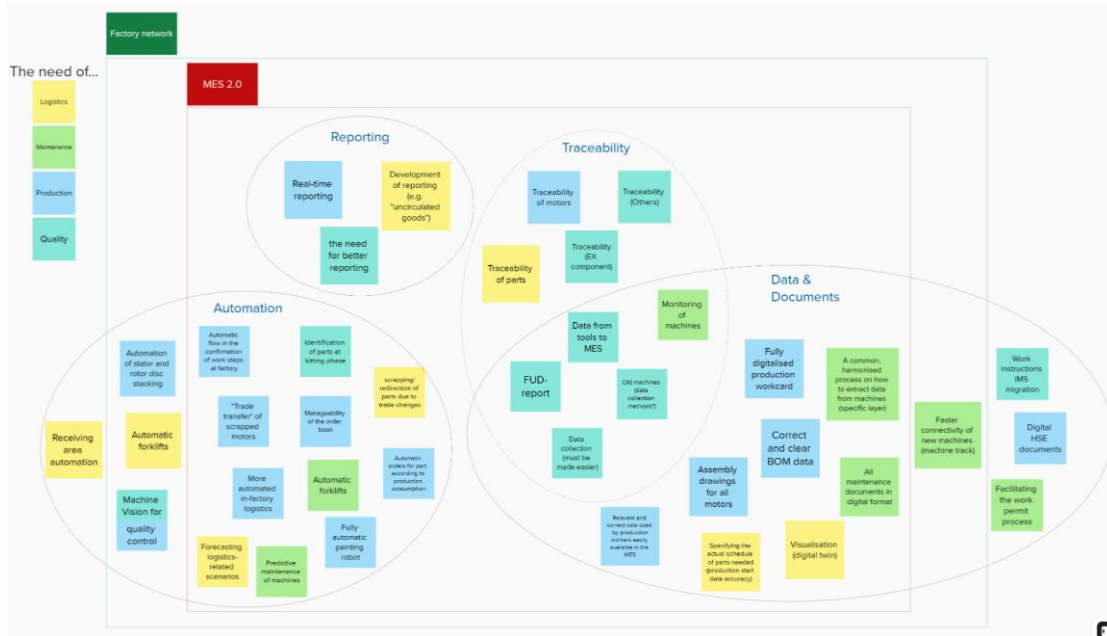 Factory network
The need of...
MES 2.0
Logistics
Maintenance
Production
Quality
Reporting
Real-time
reporting
Development
of reporting
(e.g.
"uncirculated
goods")
the need
for better
reporting
Traceability
Traceability
of motors
Traceability
(Others)
Traceability
(EX
component)
Traceability
of parts
Monitoring
of
machines
Data from
tools to
MES
FUD-
report
Old machines
(data
collection
methods?)
Data
collection
(must be
made easier)
Data &
Documents
Fully
digitalised
production
workcard
A common,
harmonised
process on how
to extract data
from machines
(specific layer)
Work
instructions
IMS
migration
Correct
and clear
BOM data
Faster
connectivity of
new machines
(machine track)
Digital
HSE
documents
Assembly
drawings
for all
motors
All
maintenance
documents in
digital format
Facilitating
the work
permit
process
Relevant and
correct data used
by production
workers easily
available in the
MES
Specifying the
actual schedule
of parts needed
(production start
date accuracy)
Visualisation
(digital twin)
Automation
Automation
of stator and
rotor disc
stacking
Automatic
flow in the
confirmation
of work steps
at factory
Identification
of parts at
kitting phase
scrapping/
redirection of
parts due to
trade changes
Receiving
area
automation
Automatic
forklifts
"Trade
transfer" of
scrapped
motors
Manageability
of the order
book
Automatic
orders for part
according to
production
consumption
Machine
Vision for
quality
control
More
automated
in-factory
logistics
Automatic
forklifts
Fully
automatic
painting
robot
Forecasting
logistics-
related
scenarios
Predictive
maintenance
of machines